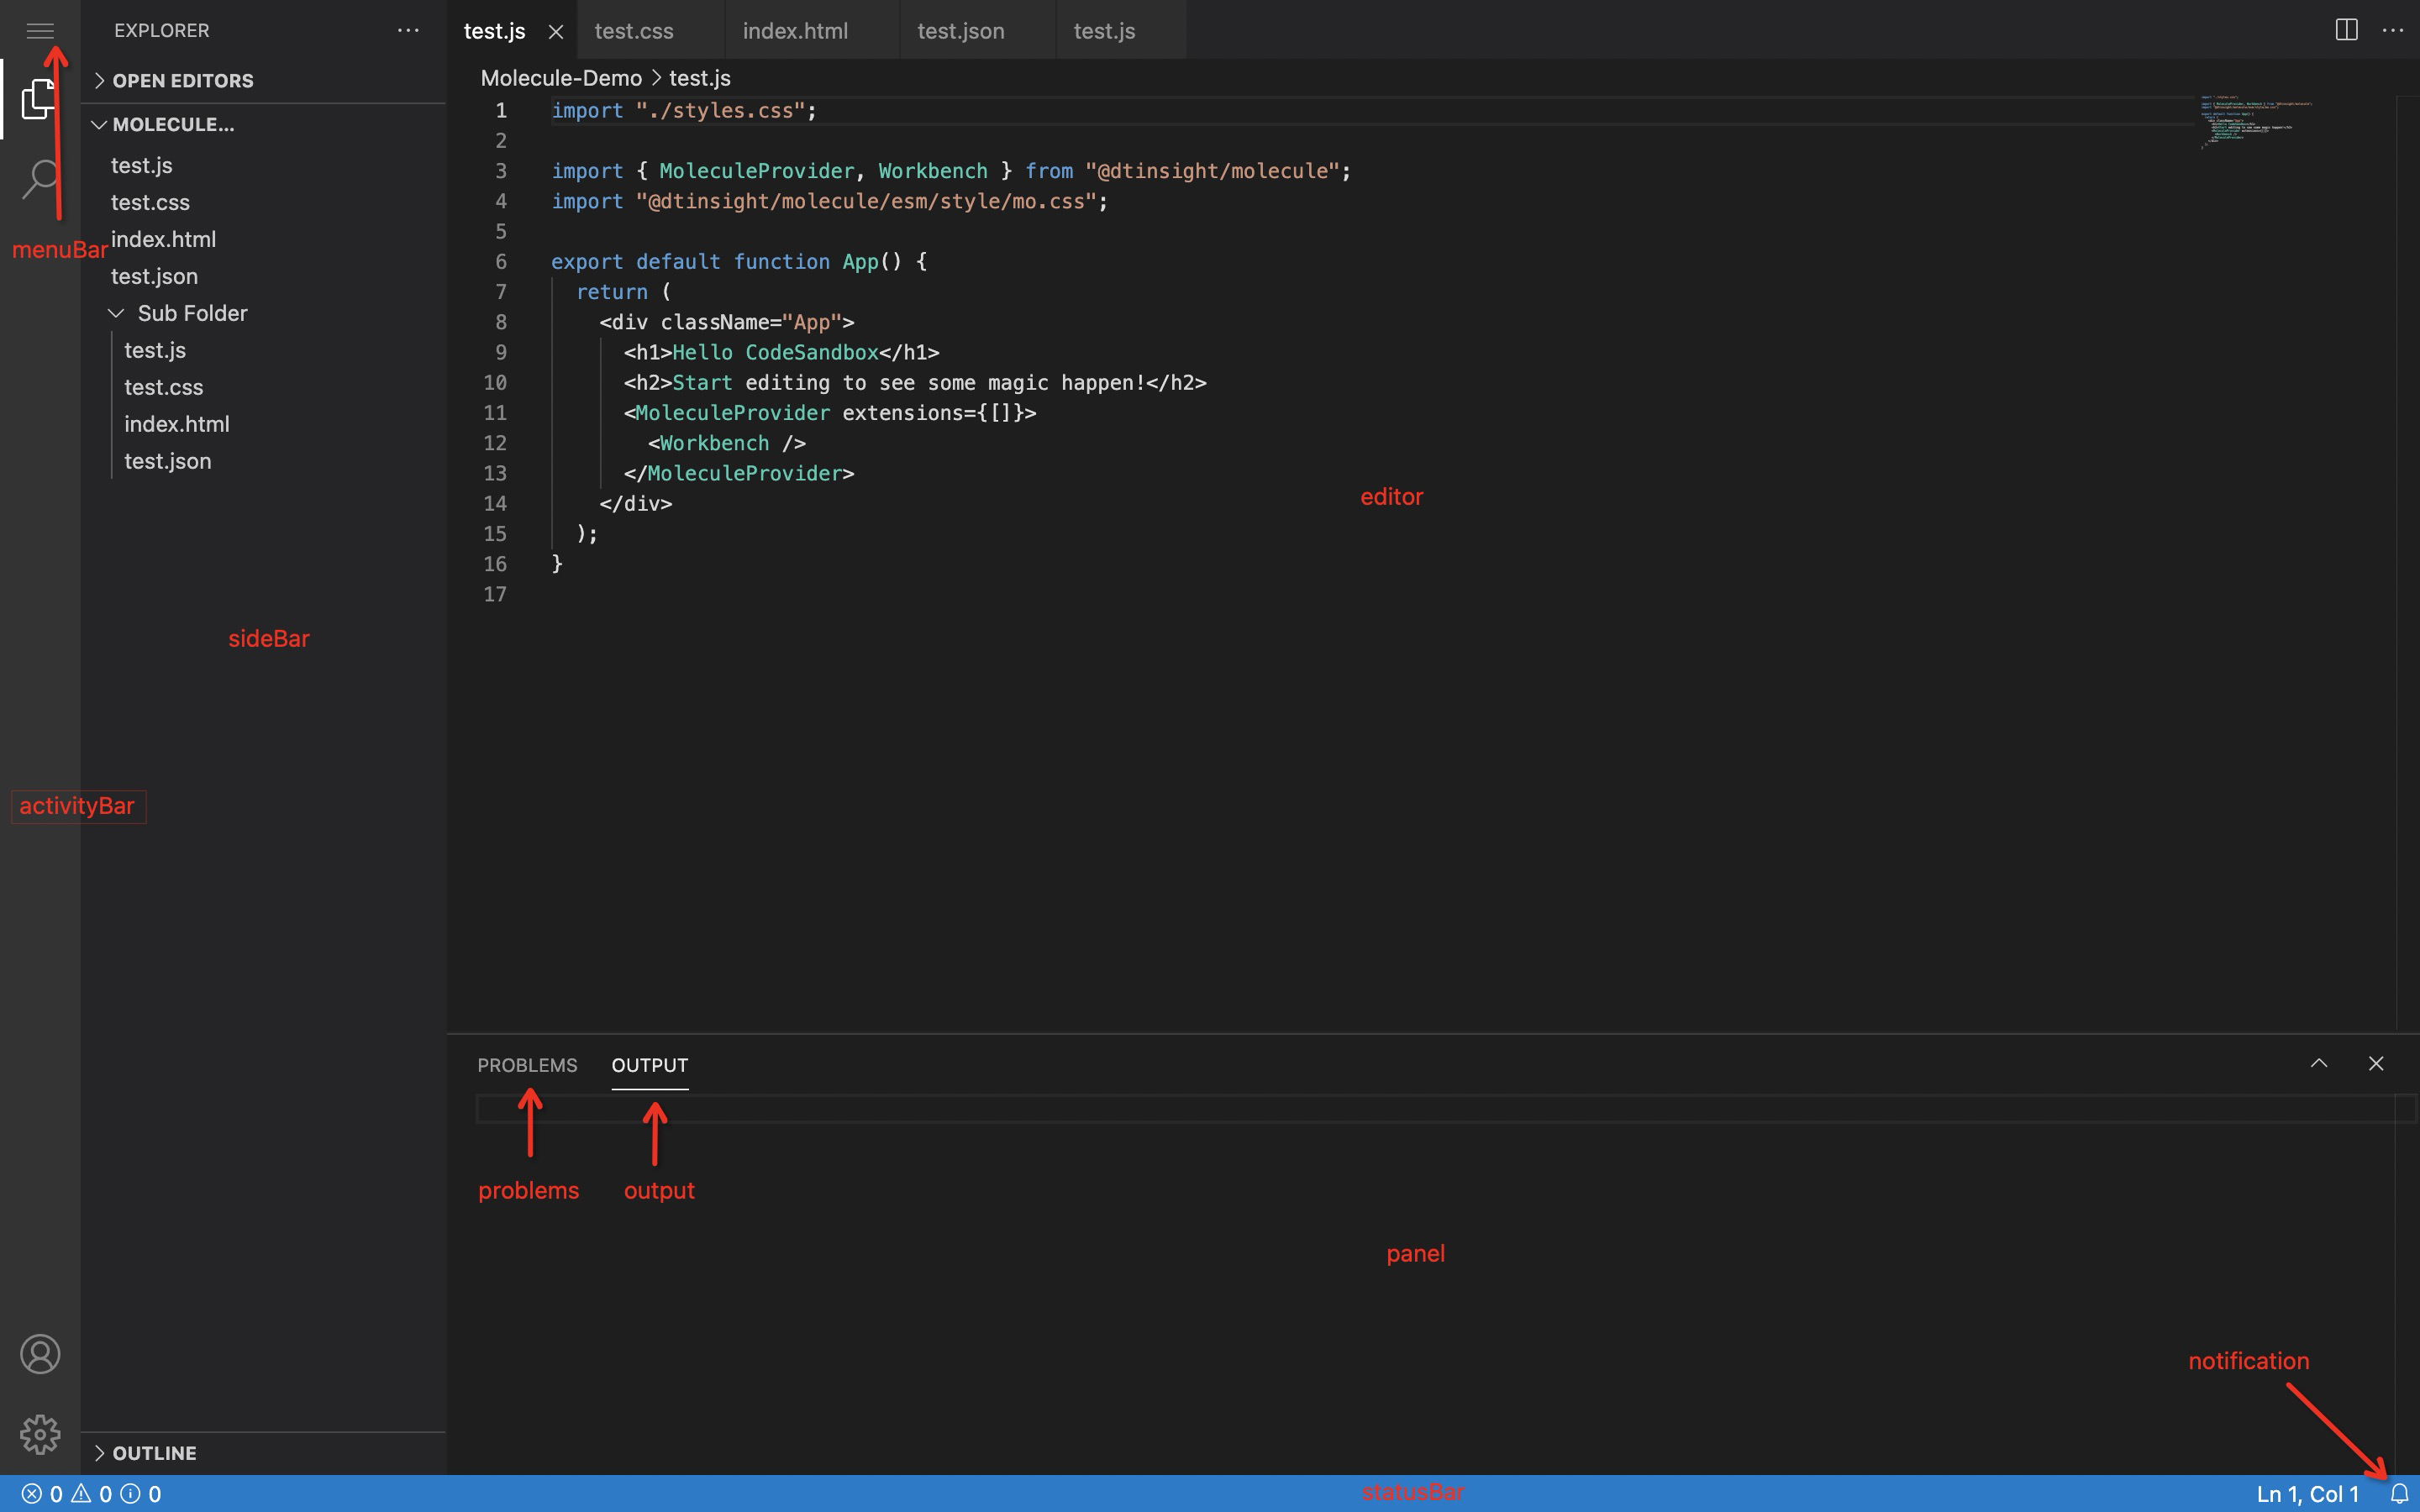 EXPLORER
OPEN EDITORS
MOLECULE...
test.js
test.css
index.html
test.json
Sub Folder
test.js
test.css
index.html
test.json
menuBar
sideBar
activityBar
OUTLINE
test.js test.css index.html test.json test.js
Molecule-Demo > test.js
1 import "./styles.css";
2
3 import { MoleculeProvider, Workbench } from "@dtinsight/molecule";
4 import "@dtinsight/molecule/esm/style/mo.css";
5
6 export default function App() {
7 return (
8 <div className="App">
9 <h1>Hello CodeSandbox</h1>
10 <h2>Start editing to see some magic happen!</h2>
11 <MoleculeProvider extensions={[]}>
12 <Workbench />
13 </MoleculeProvider>
14 </div>
15 );
16 }
17
editor
PROBLEMS OUTPUT
problems output
panel
notification
0 0 0 statusBar Ln 1, Col 1